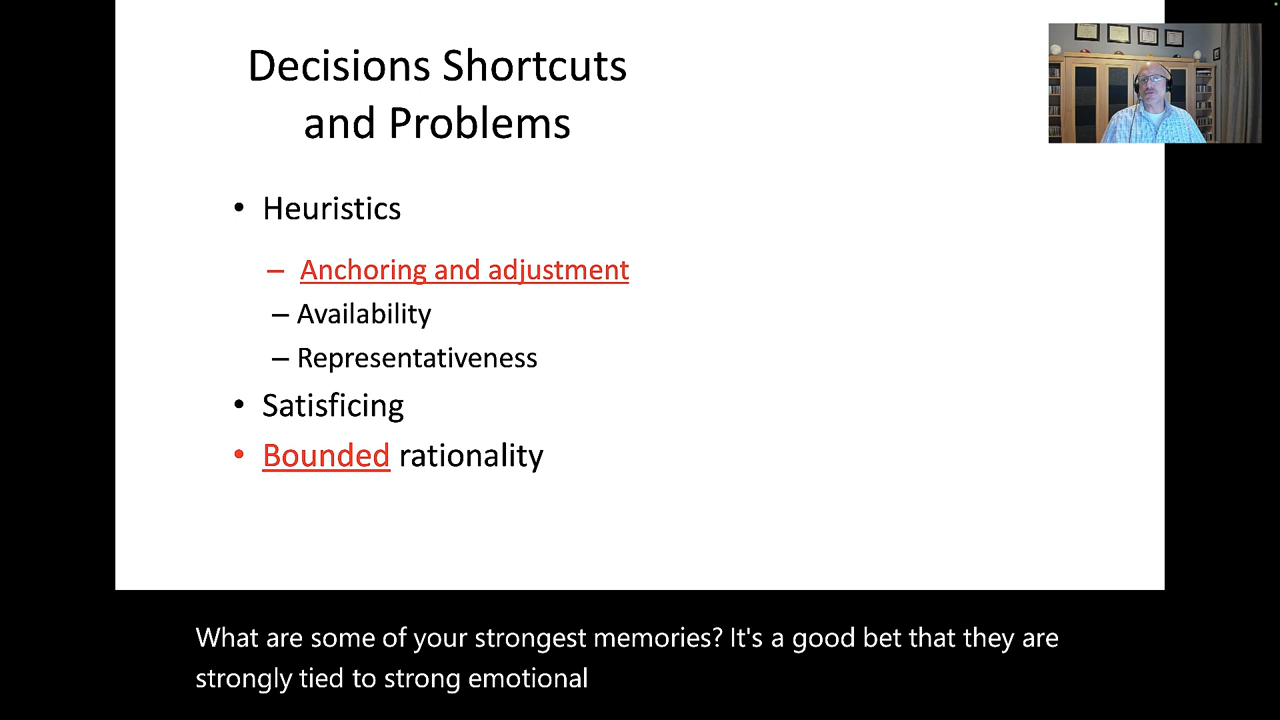 Decisions Shortcuts
and Problems
• Heuristics
– Anchoring and adjustment
– Availability
– Representativeness
• Satisficing
• Bounded rationality
What are some of your strongest memories? It's a good bet that they are
strongly tied to strong emotional